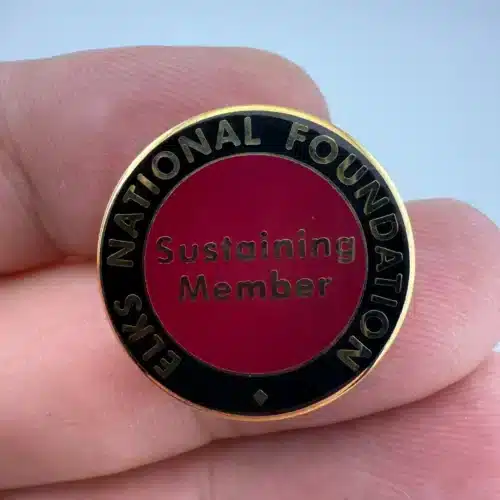 ELKS NATIONAL FOUNDATION
Sustaining
Member